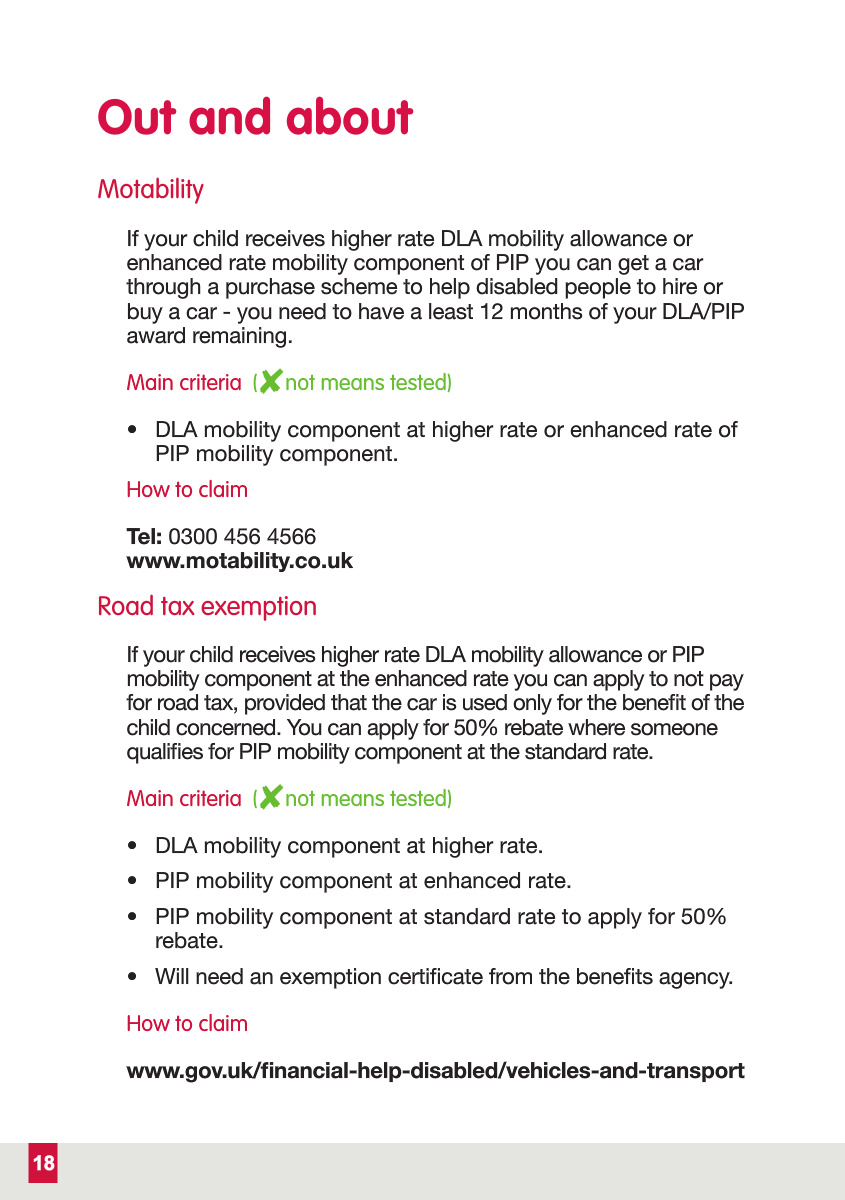 Out and about
Motability
If your child receives higher rate DLA mobility allowance or
enhanced rate mobility component of PIP you can get a car
through a purchase scheme to help disabled people to hire or
buy a car - you need to have a least 12 months of your DLA/PIP
award remaining.
Main criteria (✘not means tested)
• DLA mobility component at higher rate or enhanced rate of
PIP mobility component.
How to claim
Tel: 0300 456 4566
www.motability.co.uk
Road tax exemption
If your child receives higher rate DLA mobility allowance or PIP
mobility component at the enhanced rate you can apply to not pay
for road tax, provided that the car is used only for the benefit of the
child concerned. You can apply for 50% rebate where someone
qualifies for PIP mobility component at the standard rate.
Main criteria (✘not means tested)
• DLA mobility component at higher rate.
• PIP mobility component at enhanced rate.
• PIP mobility component at standard rate to apply for 50%
rebate.
• Will need an exemption certificate from the benefits agency.
How to claim
www.gov.uk/financial-help-disabled/vehicles-and-transport
18